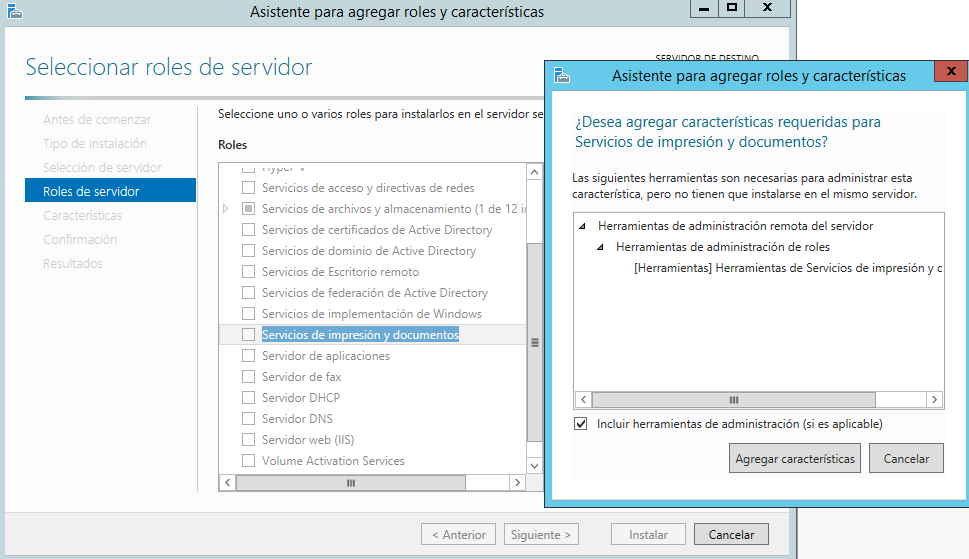 Asistente para agregar roles y características
Seleccionar roles de servidor
SERVIDOR DE DESTINO
Antes de comenzar
Tipo de instalación
Selección de servidor
Roles de servidor
Características
Confirmación
Resultados
Seleccione uno o varios roles para instalarlos en el servidor se
Roles
Hyper-V
Servicios de acceso y directivas de redes
Servicios de archivos y almacenamiento (1 de 12 in
Servicios de certificados de Active Directory
Servicios de dominio de Active Directory
Servicios de Escritorio remoto
Servicios de federación de Active Directory
Servicios de implementación de Windows
Servicios de impresión y documentos
Servidor de aplicaciones
Servidor de fax
Servidor DHCP
Servidor DNS
Servidor web (IIS)
Volume Activation Services
< Anterior
Siguiente >
Instalar
Cancelar
Asistente para agregar roles y características
¿Desea agregar características requeridas para
Servicios de impresión y documentos?
Las siguientes herramientas son necesarias para administrar esta
característica, pero no tienen que instalarse en el mismo servidor.
Herramientas de administración remota del servidor
Herramientas de administración de roles
[Herramientas] Herramientas de Servicios de impresión y c
Incluir herramientas de administración (si es aplicable)
Agregar características
Cancelar